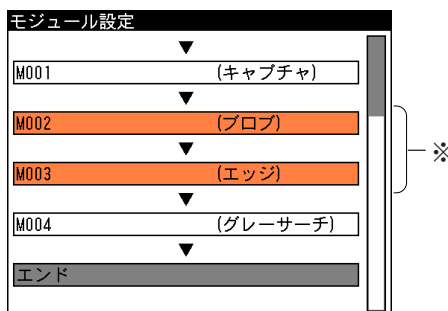 モジュール設定
▼
M001 (キャプチャ)
▼
M002 (ブロブ)
▼
M003 (エッジ)
▼
M004 (グレーサーチ)
▼
エンド
※